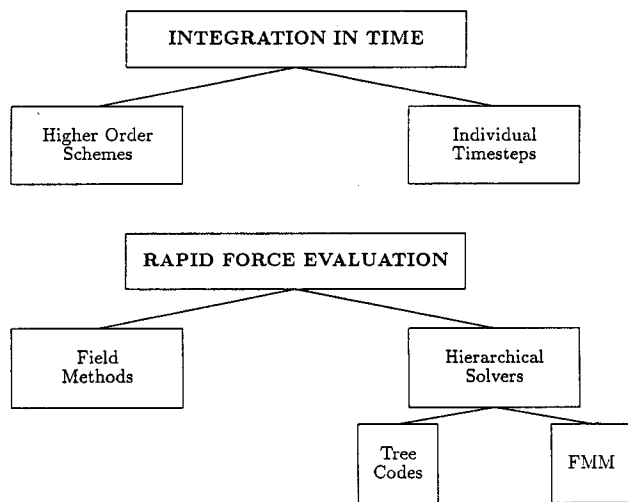 INTEGRATION IN TIME
Higher Order
Schemes
Individual
Timesteps
RAPID FORCE EVALUATION
Field
Methods
Hierarchical
Solvers
Tree
Codes
FMM